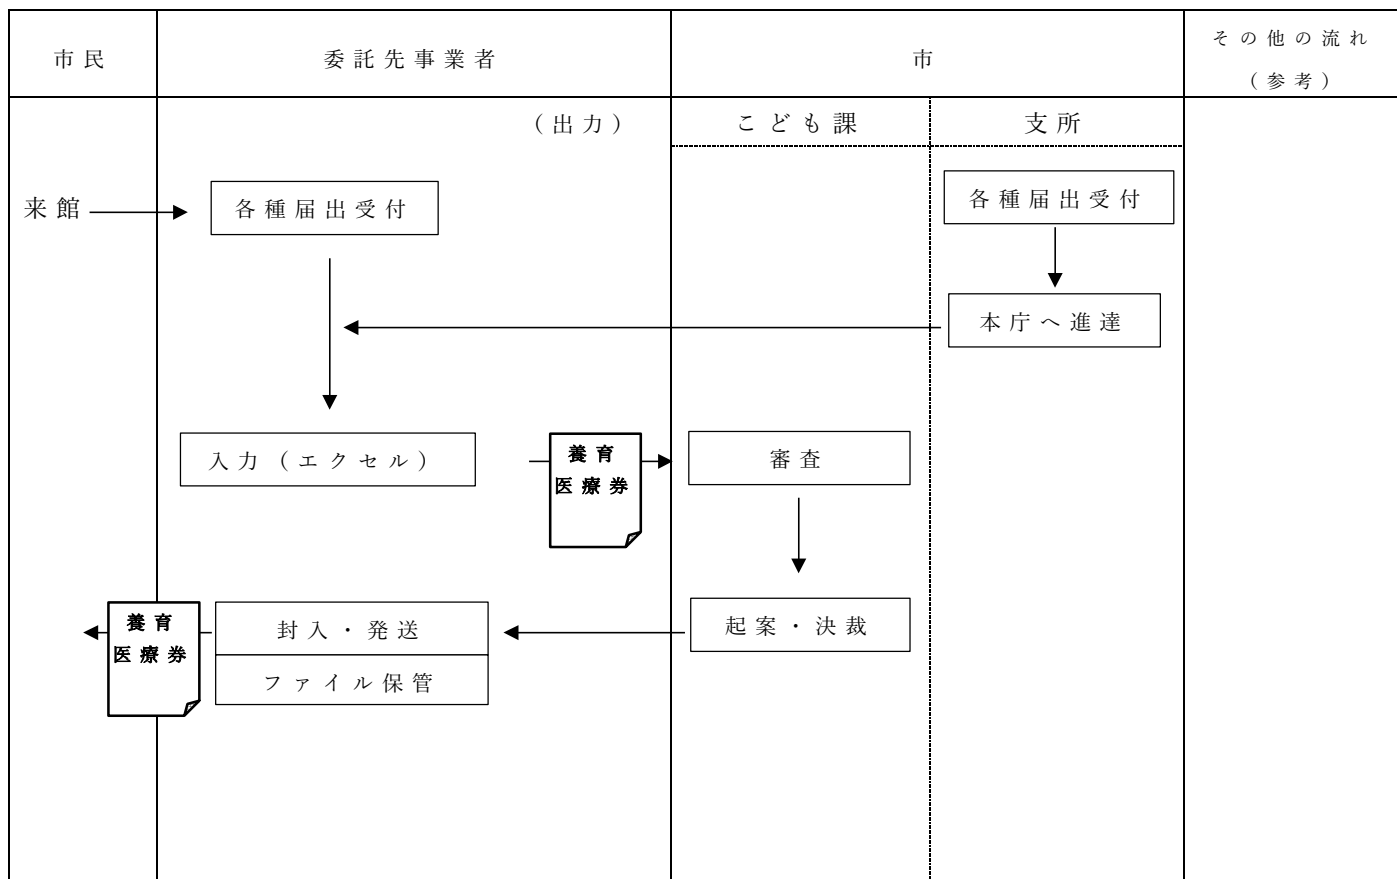 市民
委託先事業者
市
その他の流れ
（参考）
（出力）
こども課
支所
来館
各種届出受付
各種届出受付
本庁へ進達
入力（エクセル）
養育
医療券
審査
養育
医療券
封入・発送
起案・決裁
ファイル保管